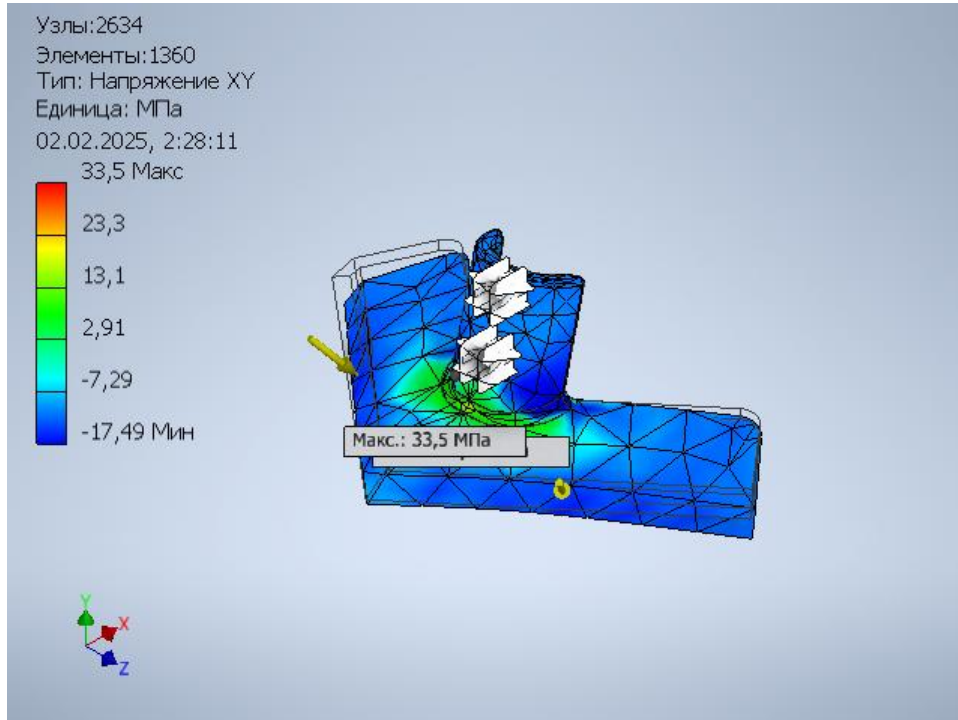 Узлы:2634
Элементы:1360
Тип: Напряжение XY
Единица: МПа
02.02.2025, 2:28:11
33,5 Макс
23,3
13,1
2,91
-7,29
-17,49 Мин
Макс.: 33,5 МПа
Y
X
Z